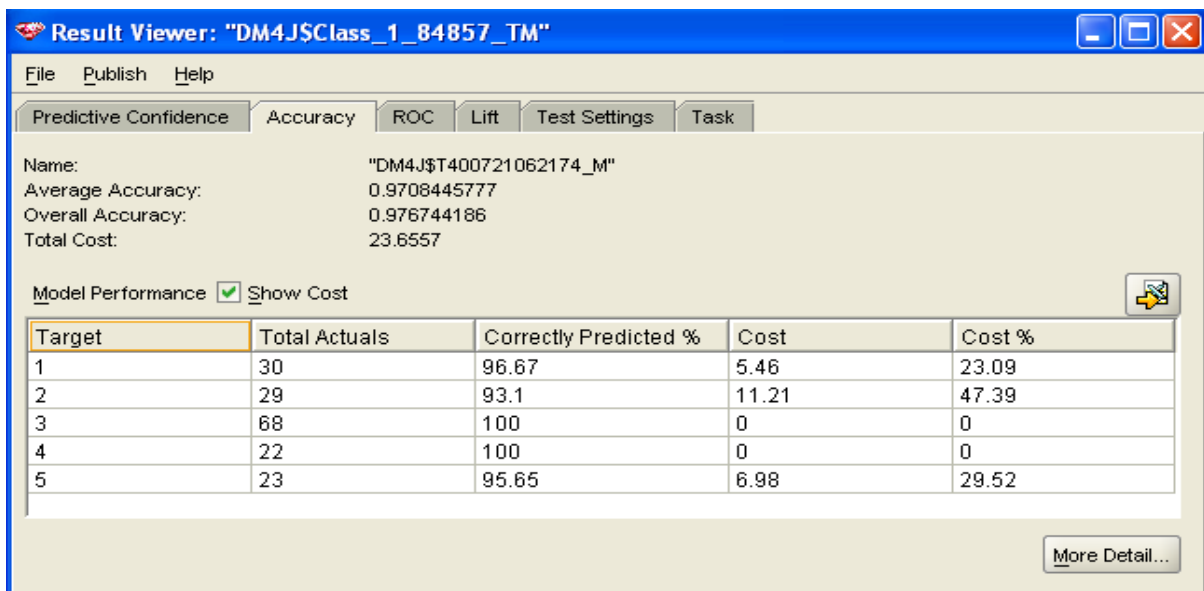 Result Viewer: "DM4J$Class_1_84857_TM"
File Publish Help
Predictive Confidence Accuracy ROC Lift Test Settings Task
Name: "DM4J$T400721062174_M"
Average Accuracy: 0.9708445777
Overall Accuracy: 0.976744186
Total Cost: 23.6557
Model Performance Show Cost
Target Total Actuals Correctly Predicted % Cost Cost %
1 30 96.67 5.46 23.09
2 29 93.1 11.21 47.39
3 68 100 0 0
4 22 100 0 0
5 23 95.65 6.98 29.52
More Detail...